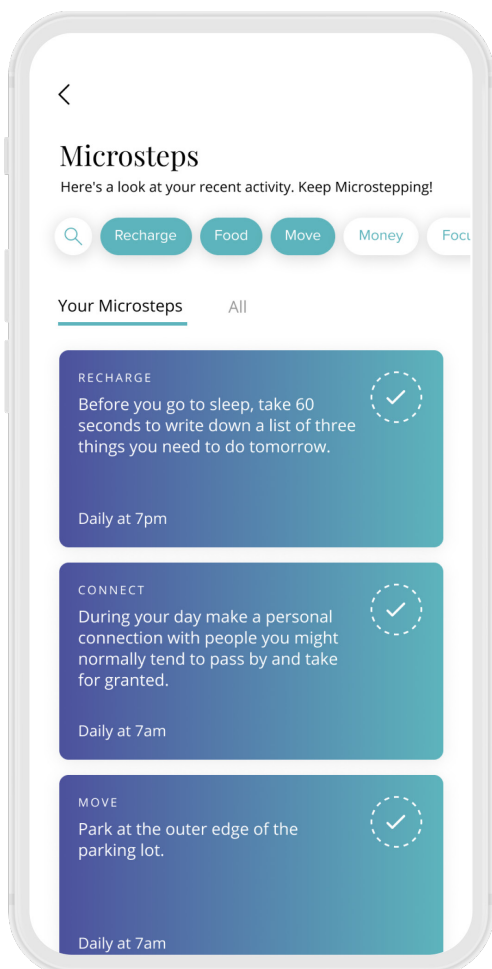 Microsteps
Here's a look at your recent activity. Keep Microstepping!
Recharge Food Move Money Focu
Your Microsteps All
RECHARGE
Before you go to sleep, take 60
seconds to write down a list of three
things you need to do tomorrow.
Daily at 7pm
CONNECT
During your day make a personal
connection with people you might
normally tend to pass by and take
for granted.
Daily at 7am
MOVE
Park at the outer edge of the
parking lot.
Daily at 7am